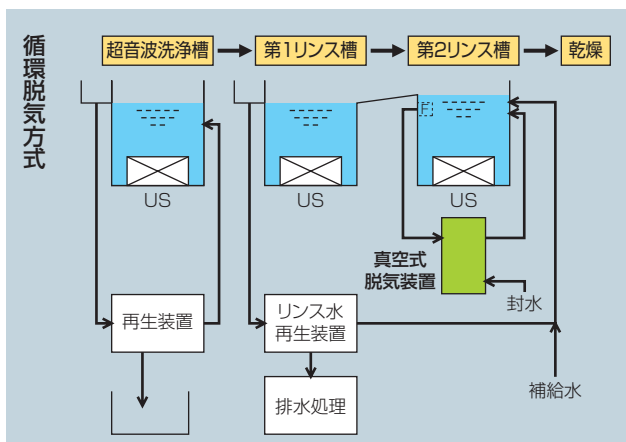 循環脱気方式
超音波洗浄槽
第1リンス槽
第2リンス槽
乾燥
F
US
US
US
真空式
脱気装置
封水
再生装置
リンス水
再生装置
補給水
排水処理